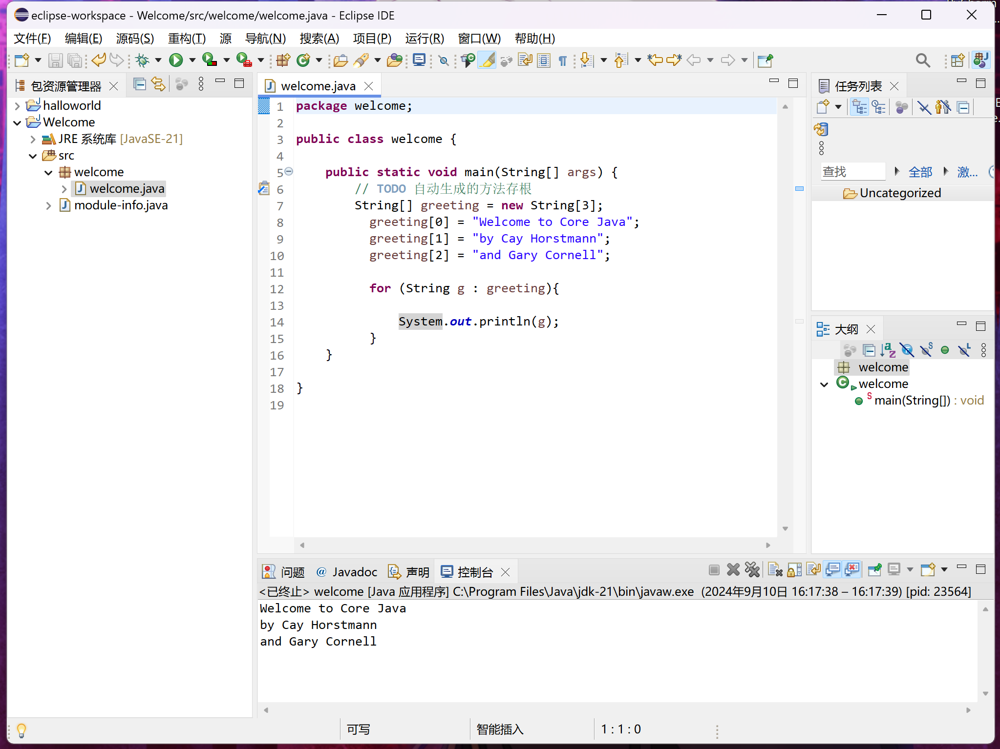 eclipse-workspace - Welcome/src/welcome/welcome.java - Eclipse IDE
文件(F) 编辑(E) 源码(S) 重构(T) 源 导航(N) 搜索(A) 项目(P) 运行(R) 窗口(W) 帮助(H)
包资源管理器
halloworld
Welcome
JRE 系统库 [JavaSE-21]
src
welcome
welcome.java
module-info.java
welcome.java
1 package welcome;
2
3 public class welcome {
4
5 public static void main(String[] args) {
6 // TODO 自动生成的方法存根
7 String[] greeting = new String[3];
8 greeting[0] = "Welcome to Core Java";
9 greeting[1] = "by Cay Horstmann";
10 greeting[2] = "and Gary Cornell";
11
12 for (String g : greeting){
13
14 System.out.println(g);
15 }
16 }
17
18 }
19
任务列表
查找 全部 激...
Uncategorized
大纲
welcome
welcome
main(String[]) : void
问题 @ Javadoc 声明 控制台
<已终止> welcome [Java 应用程序] C:\Program Files\Java\jdk-21\bin\javaw.exe (2024年9月10日 16:17:38 – 16:17:39) [pid: 23564]
Welcome to Core Java
by Cay Horstmann
and Gary Cornell
可写 智能插入 1 : 1 : 0